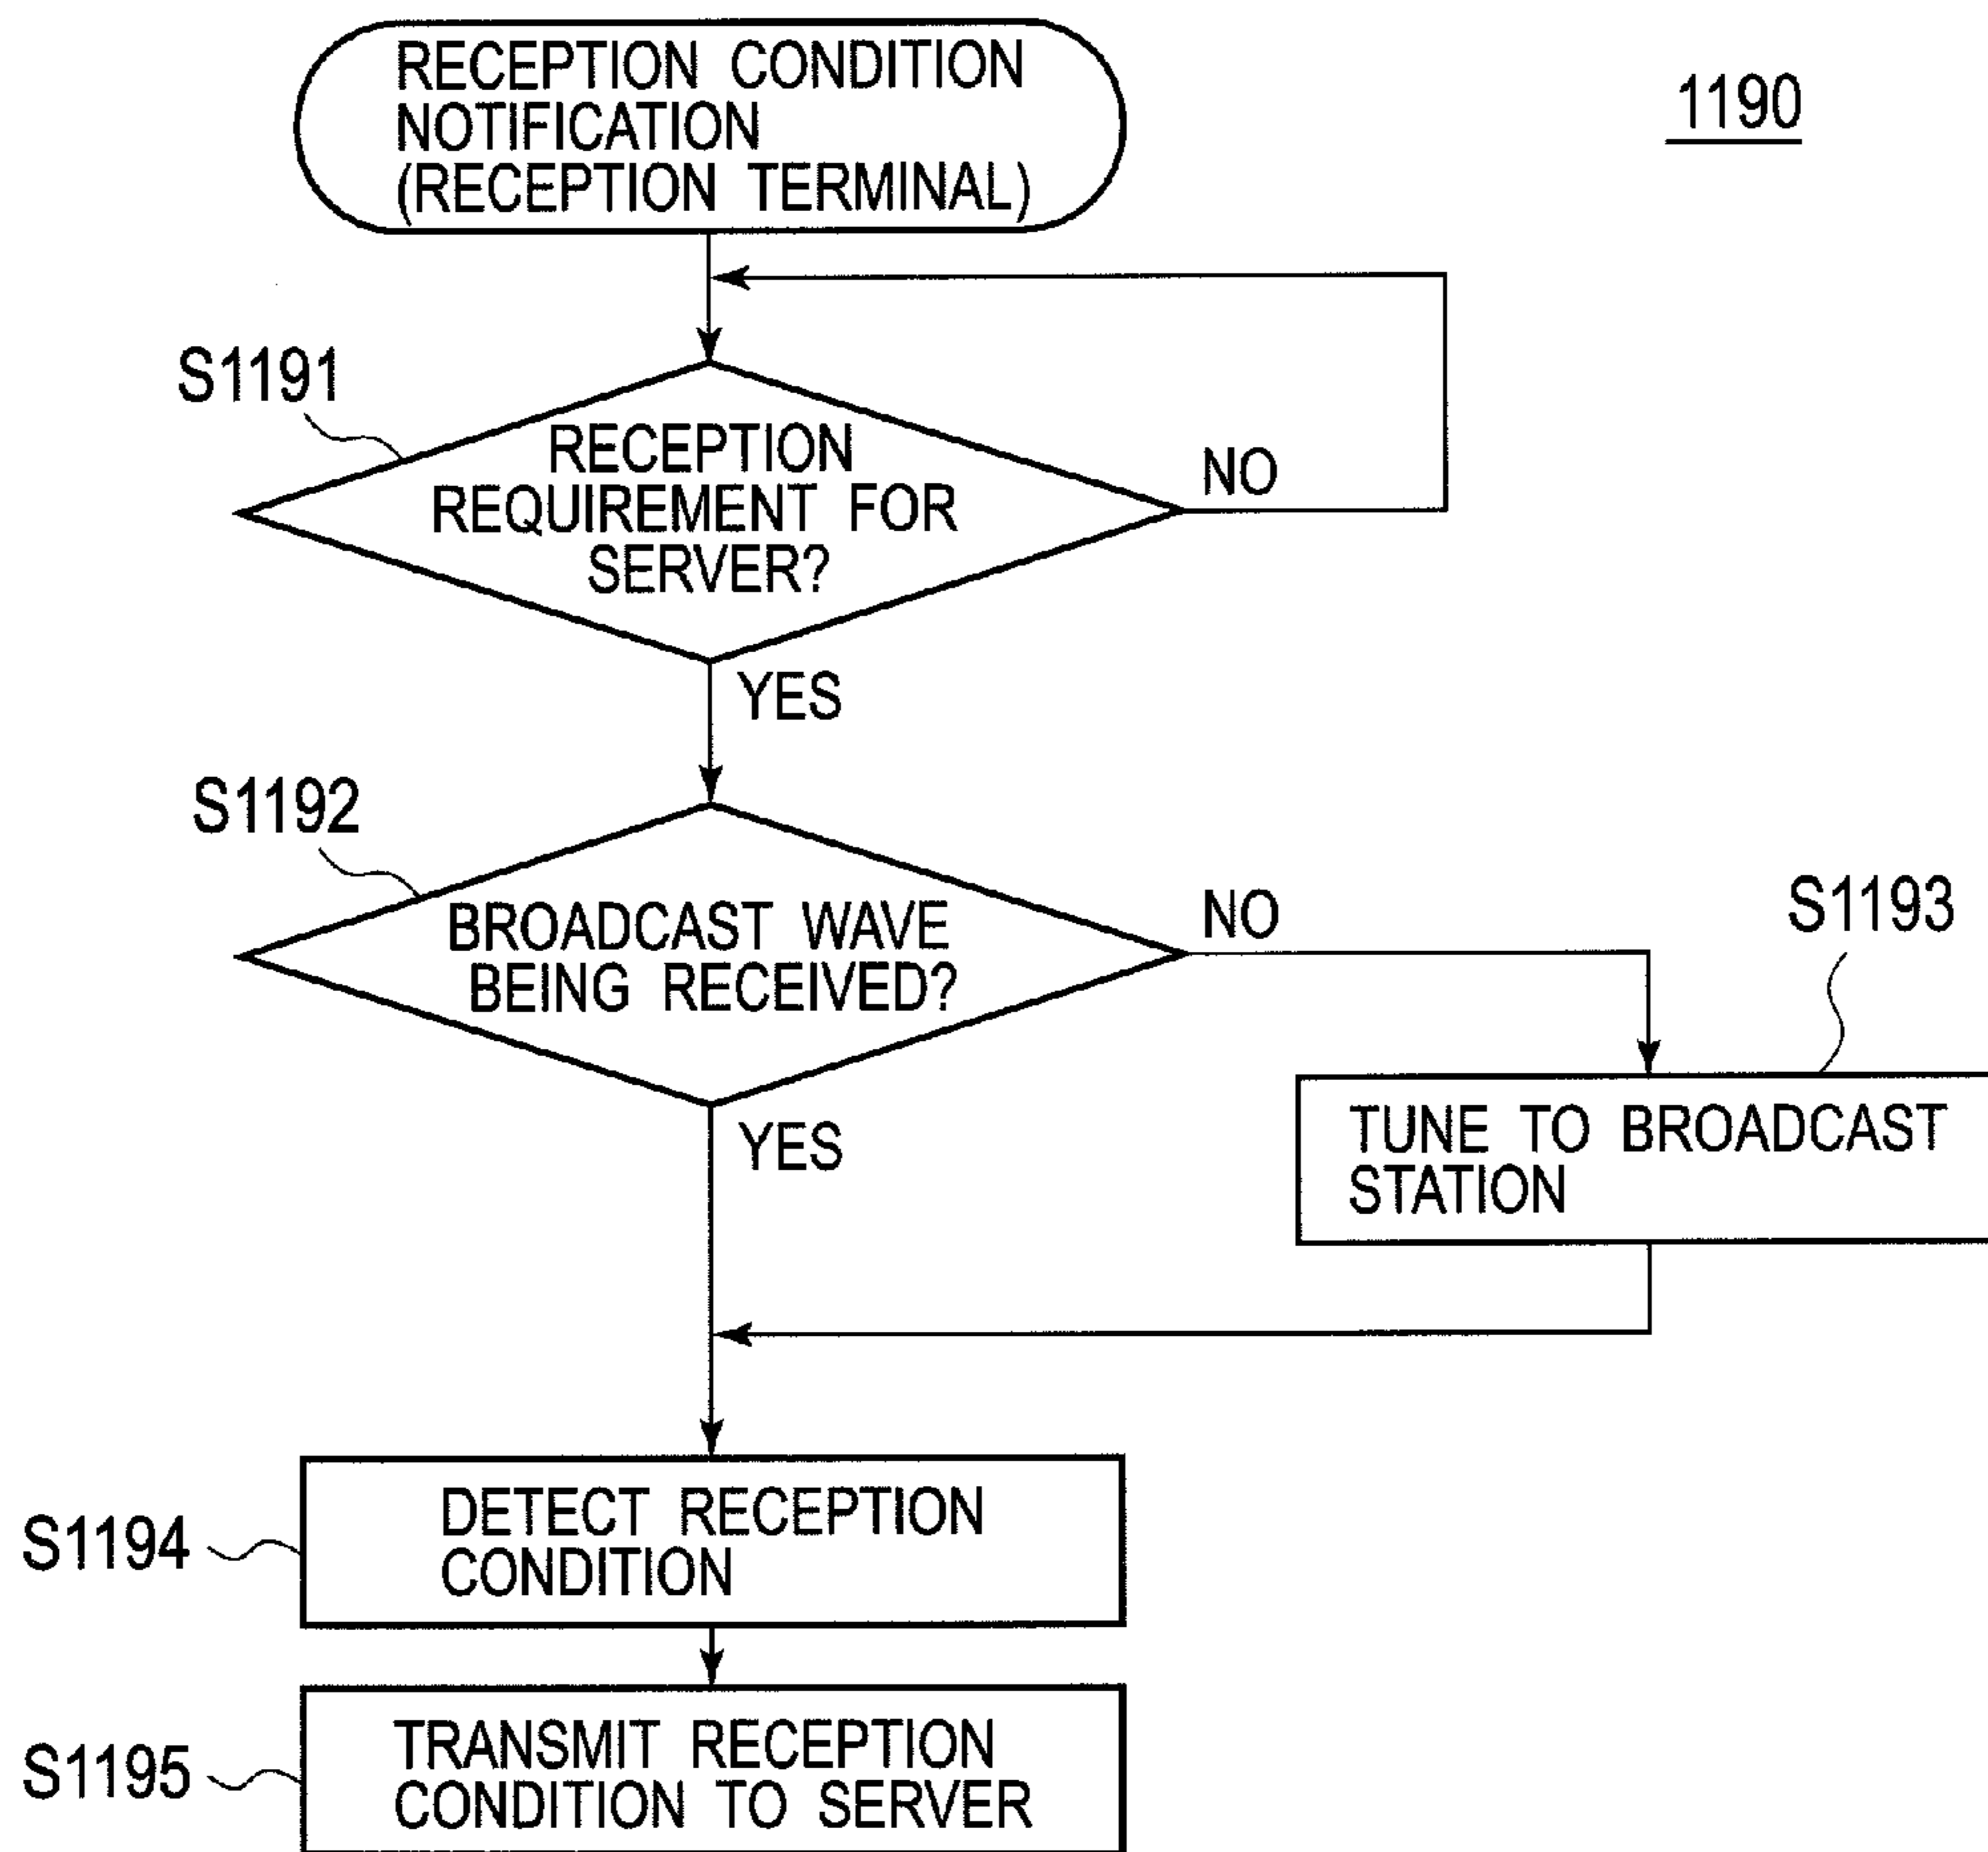 RECEPTION CONDITION
NOTIFICATION
(RECEPTION TERMINAL)
1190
S1191
RECEPTION
REQUIREMENT FOR
SERVER?
NO
YES
S1192
BROADCAST WAVE
BEING RECEIVED?
NO
S1193
YES
TUNE TO BROADCAST
STATION
S1194
DETECT RECEPTION
CONDITION
S1195
TRANSMIT RECEPTION
CONDITION TO SERVER